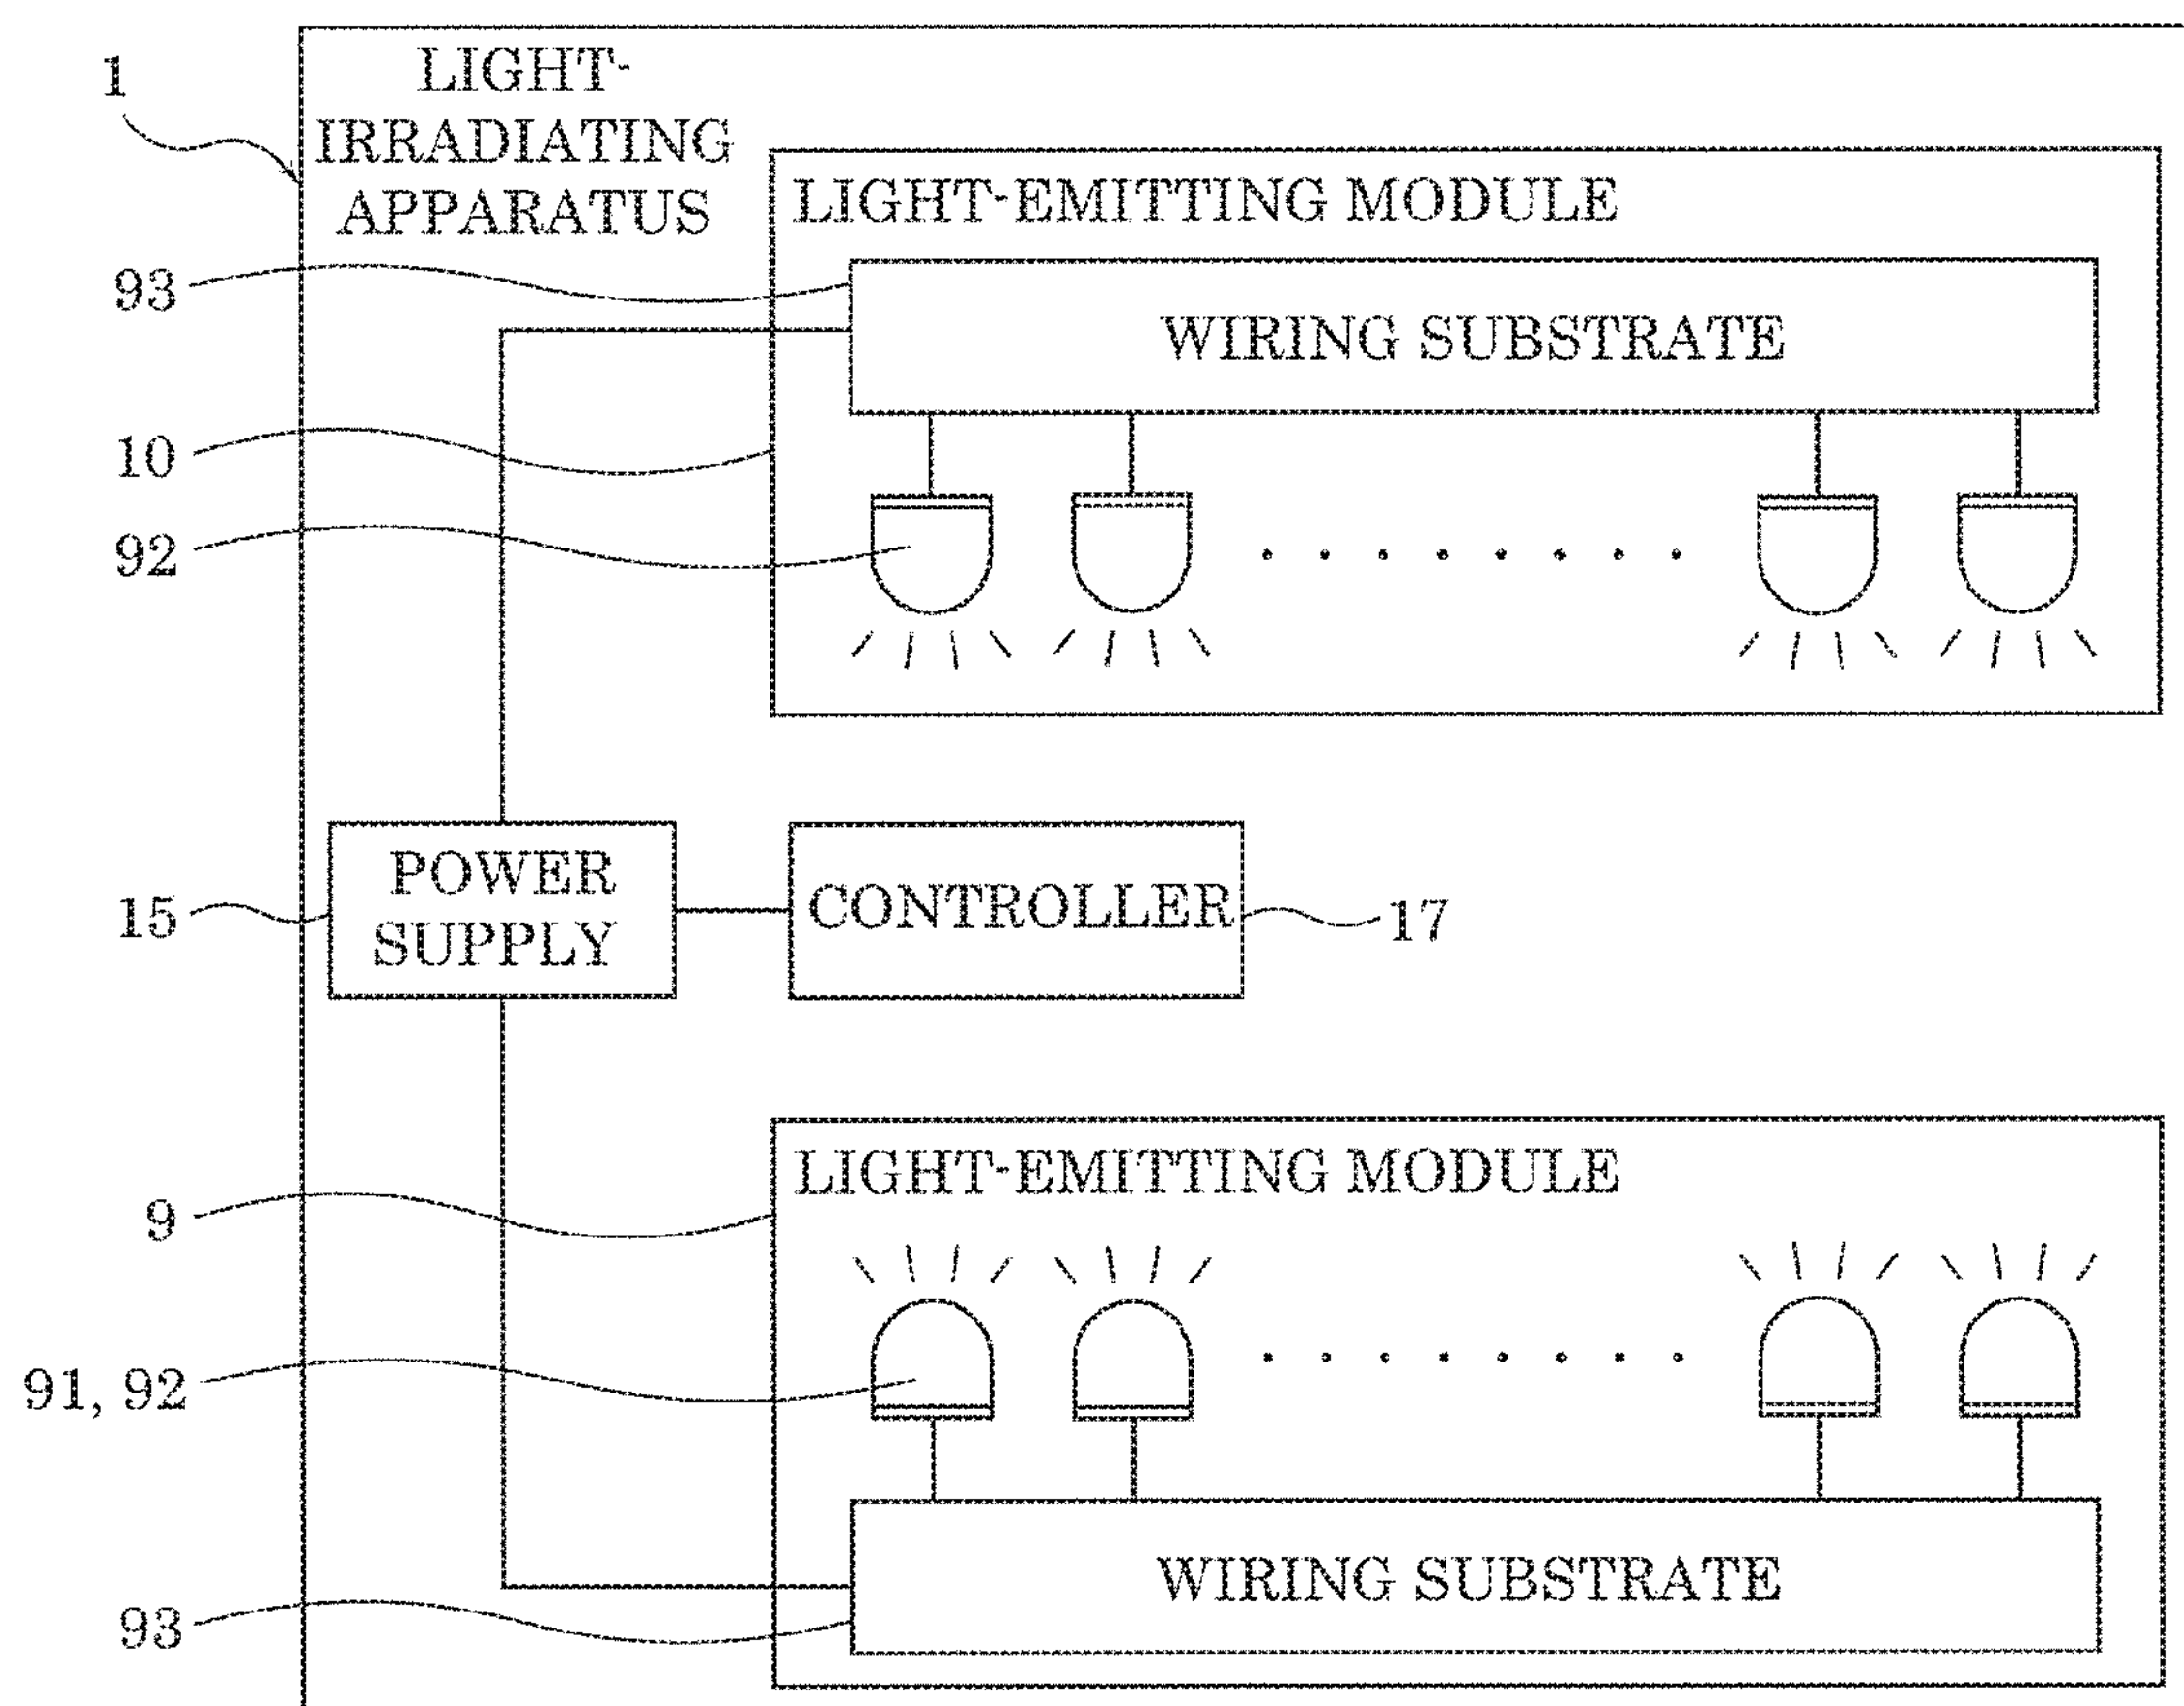 1
LIGHT-
IRRADIATING
APPARATUS
LIGHT-EMITTING MODULE
93
WIRING SUBSTRATE
10
92
POWER
SUPPLY
CONTROLLER
15
17
LIGHT-EMITTING MODULE
9
91, 92
WIRING SUBSTRATE
93